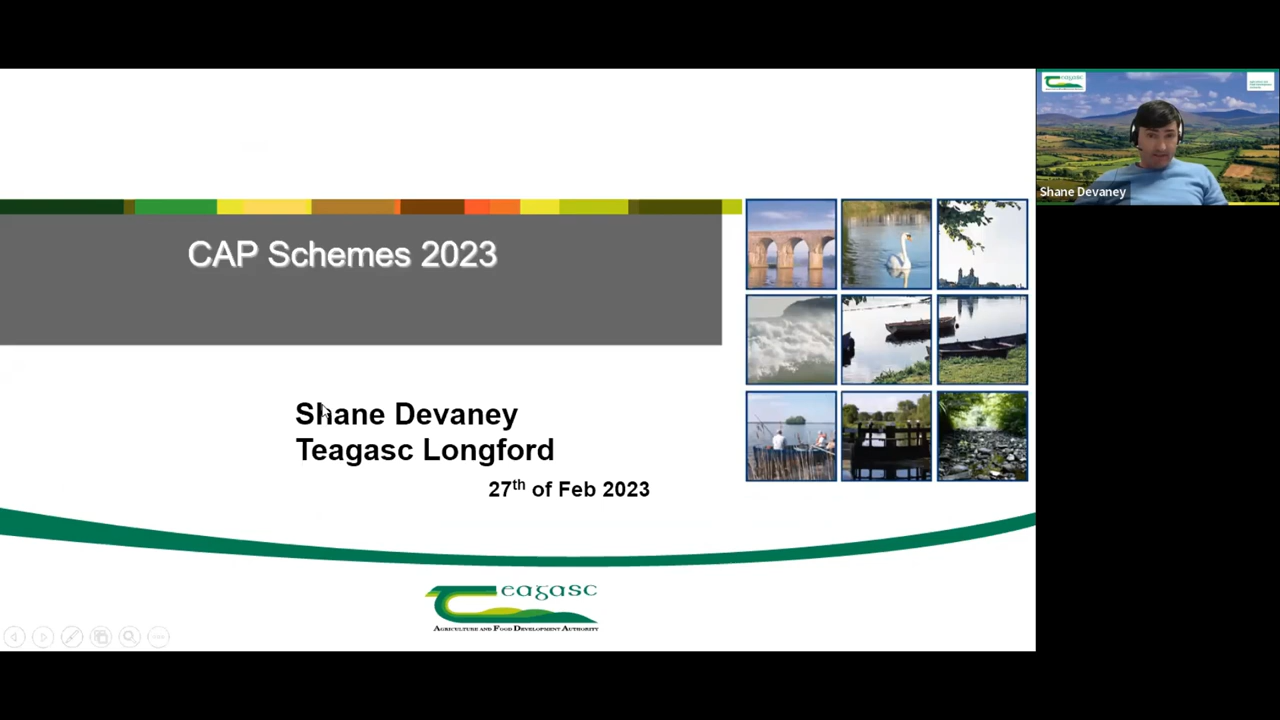 CAP Schemes 2023
Shane Devaney
Teagasc Longford
27th of Feb 2023
Teagasc
AGRICULTURE AND FOOD DEVELOPMENT AUTHORITY
Teagasc
Shane Devaney